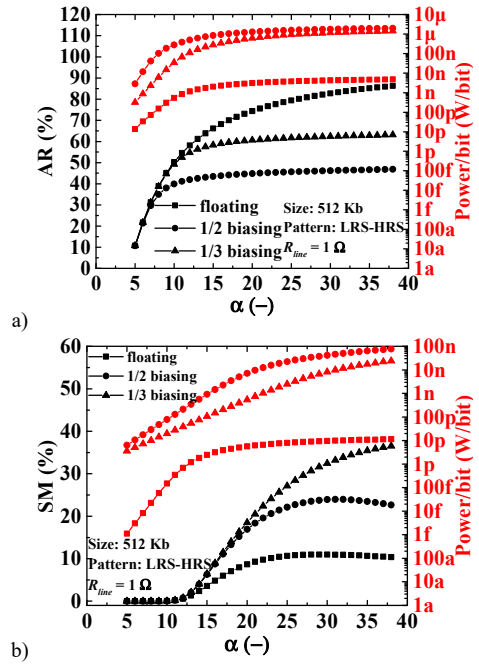 a)
120
110
100
90
80
70
60
50
40
30
20
10
0
AR (%)
10μ
1μ
100n
10n
1n
100p
10p
1p
100f
10f
1f
100a
10a
1a
Power/bit (W/bit)
floating
1/2 biasing
1/3 biasing
Size: 512 Kb
Pattern: LRS-HRS
R_line = 1 Ω
0 5 10 15 20 25 30 35 40
α (–)
b)
60
50
40
30
20
10
0
SM (%)
100n
10n
1n
100p
10p
1p
100f
10f
1f
100a
10a
1a
Power/bit (W/bit)
floating
1/2 biasing
1/3 biasing
Size: 512 Kb
Pattern: LRS-HRS
R_line = 1 Ω
0 5 10 15 20 25 30 35 40
α (–)